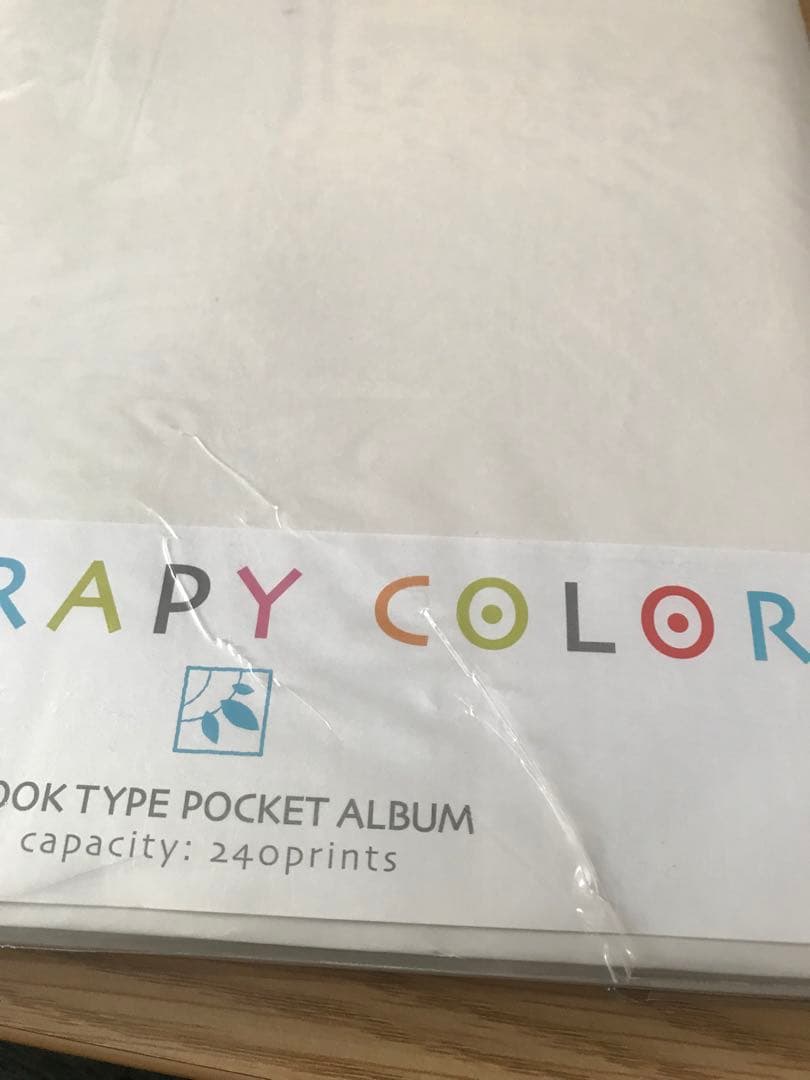 RAPY COLOR
OOK TYPE POCKET ALBUM
capacity: 240prints